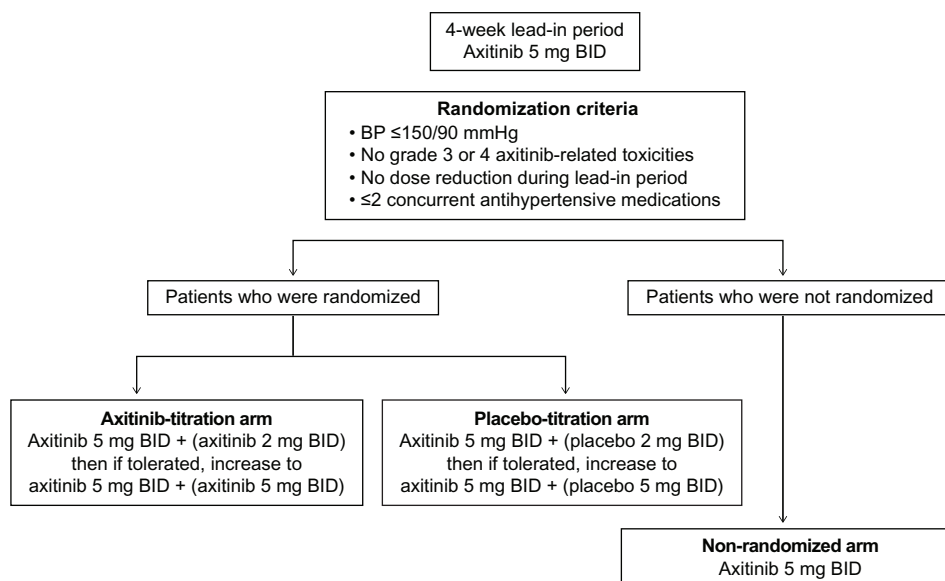 4-week lead-in period
Axitinib 5 mg BID
Randomization criteria
• BP ≤150/90 mmHg
• No grade 3 or 4 axitinib-related toxicities
• No dose reduction during lead-in period
• ≤2 concurrent antihypertensive medications
Patients who were randomized
Patients who were not randomized
Axitinib-titration arm
Axitinib 5 mg BID + (axitinib 2 mg BID)
then if tolerated, increase to
axitinib 5 mg BID + (axitinib 5 mg BID)
Placebo-titration arm
Axitinib 5 mg BID + (placebo 2 mg BID)
then if tolerated, increase to
axitinib 5 mg BID + (placebo 5 mg BID)
Non-randomized arm
Axitinib 5 mg BID